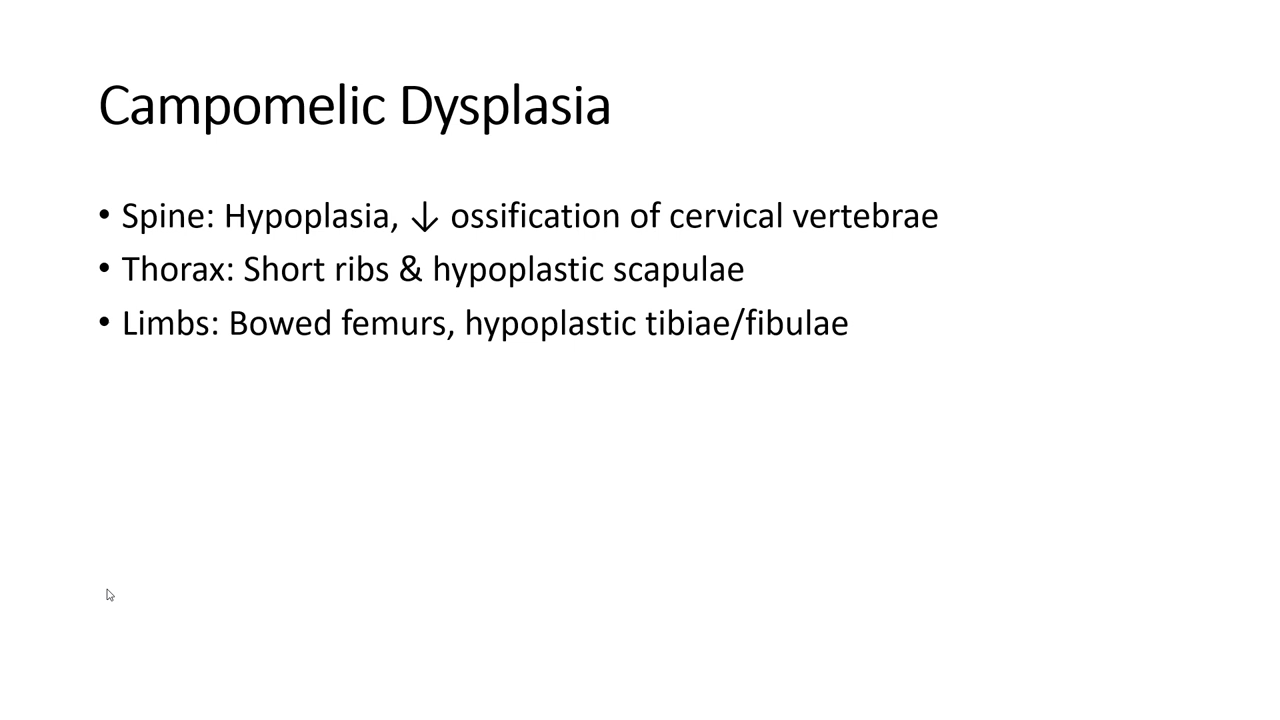 Campomelic Dysplasia
• Spine: Hypoplasia, ↓ ossification of cervical vertebrae
• Thorax: Short ribs & hypoplastic scapulae
• Limbs: Bowed femurs, hypoplastic tibiae/fibulae